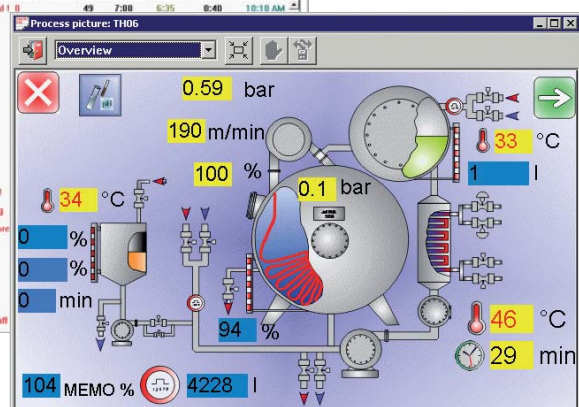 0 49 7:08 6:35 0:40 10:10 AM
Process picture: TH06
Overview
0.59 bar
190 m/min
33 °C
100 %
1 l
0.1 bar
34 °C
0 %
0 %
0 min
94 %
46 °C
29 min
104 MEMO % 4228 l